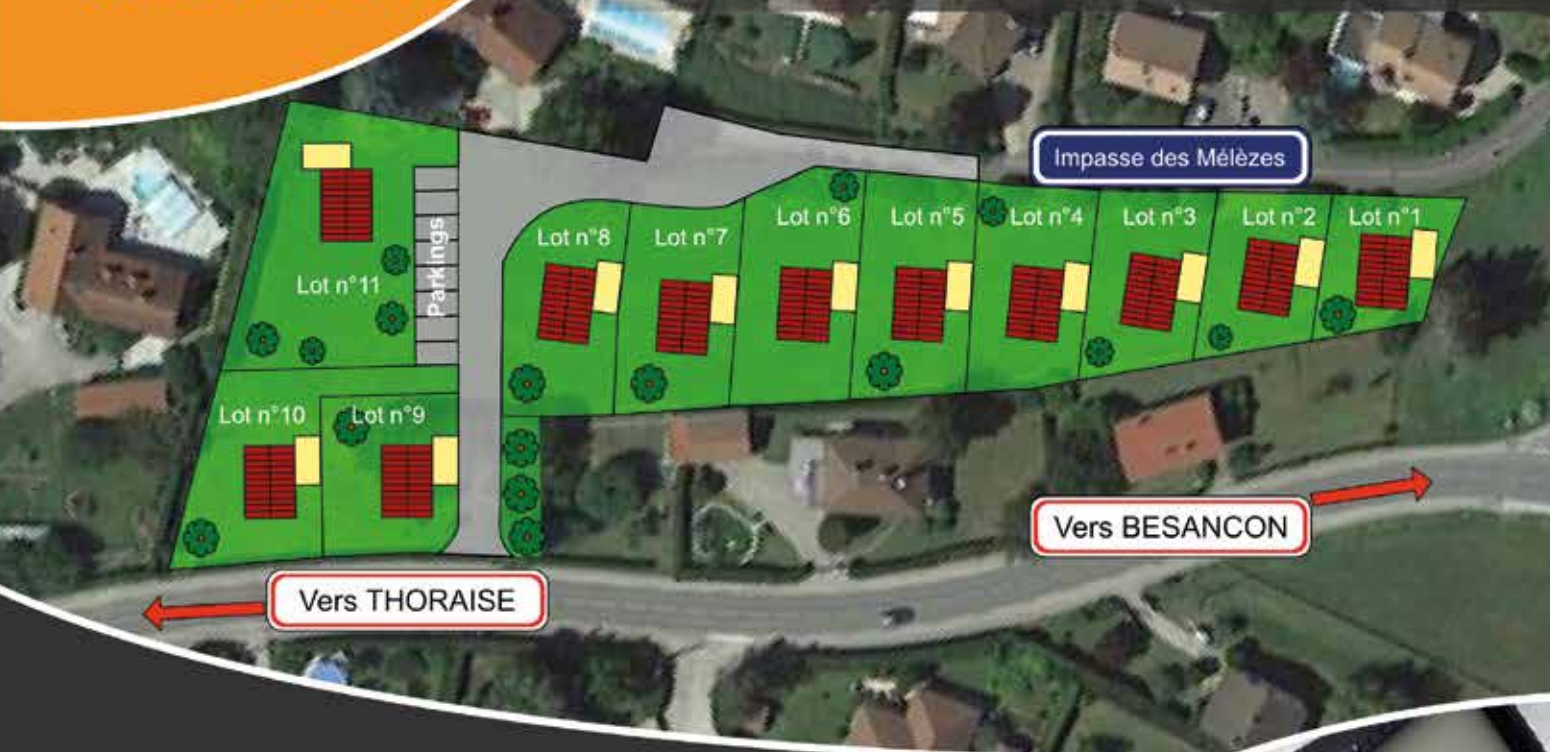 Impasse des Mélèzes
Lot n°8
Lot n°7
Lot n°6
Lot n°5
Lot n°4
Lot n°3
Lot n°2
Lot n°1
Lot n°11
Parkings
Lot n°10
Lot n°9
Vers BESANCON
Vers THORAISE